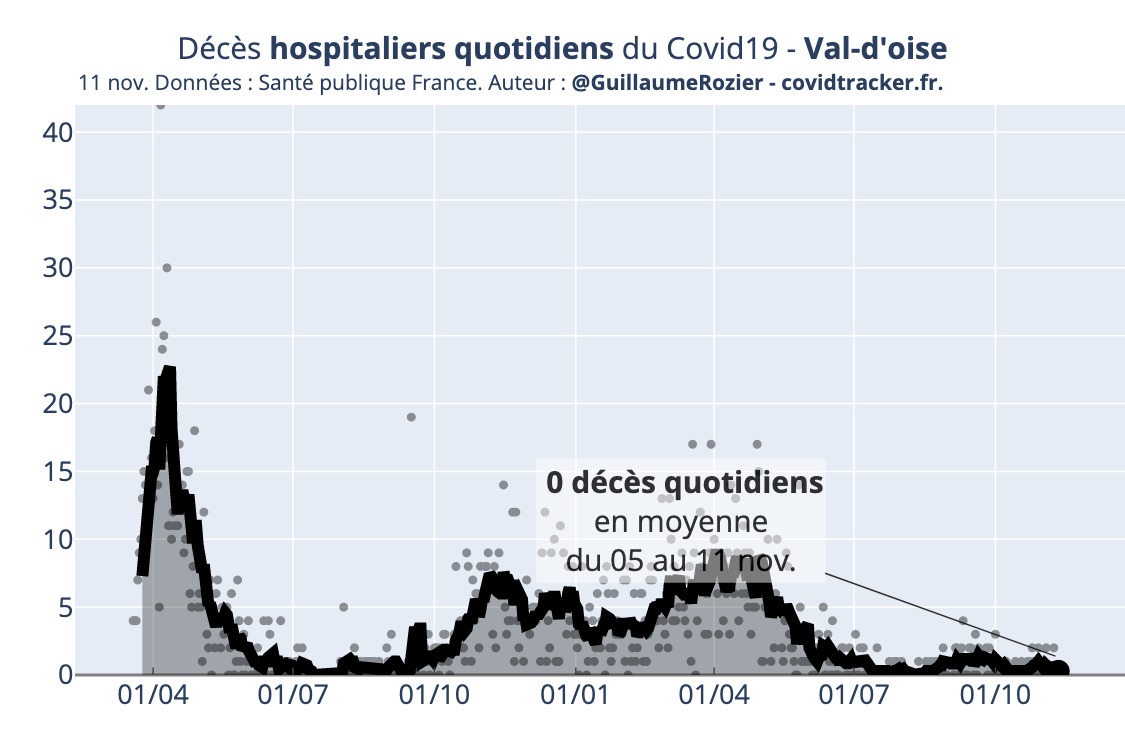 Décès hospitaliers quotidiens du Covid19 - Val-d'oise
11 nov. Données : Santé publique France. Auteur : @GuillaumeRozier - covidtracker.fr.
40
35
30
25
20
15
10
5
0
0 décès quotidiens
en moyenne
du 05 au 11 nov.
01/04 01/07 01/10 01/01 01/04 01/07 01/10